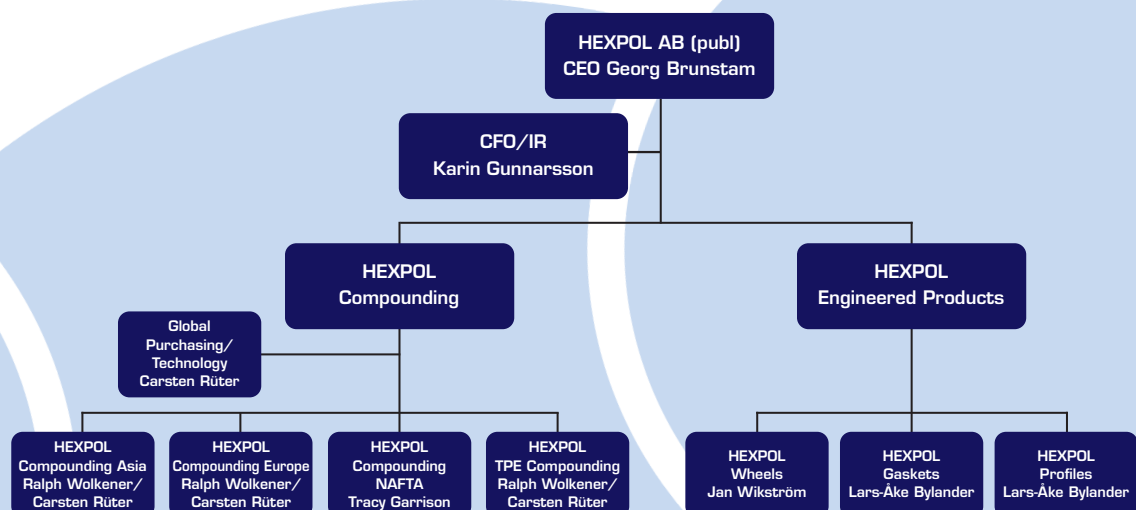 HEXPOL AB (publ)
CEO Georg Brunstam
CFO/IR
Karin Gunnarsson
HEXPOL
Compounding
HEXPOL
Engineered Products
Global
Purchasing/
Technology
Carsten Rüter
HEXPOL
Compounding Asia
Ralph Wolkener/
Carsten Rüter
HEXPOL
Compounding Europe
Ralph Wolkener/
Carsten Rüter
HEXPOL
Compounding
NAFTA
Tracy Garrison
HEXPOL
TPE Compounding
Ralph Wolkener/
Carsten Rüter
HEXPOL
Wheels
Jan Wikström
HEXPOL
Gaskets
Lars-Åke Bylander
HEXPOL
Profiles
Lars-Åke Bylander